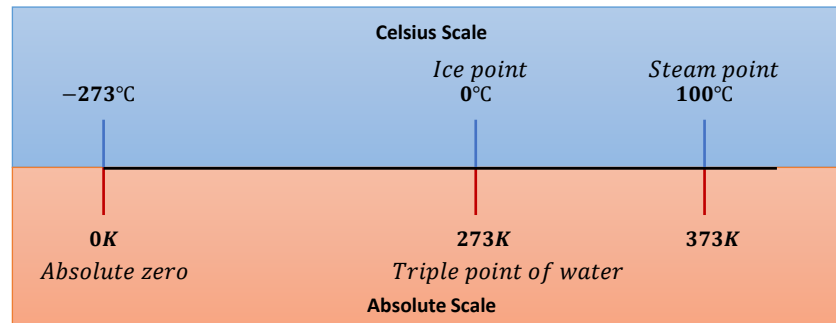 Celsius Scale
Ice point Steam point
−273℃ 0℃ 100℃
0K 273K 373K
Absolute zero Triple point of water
Absolute Scale